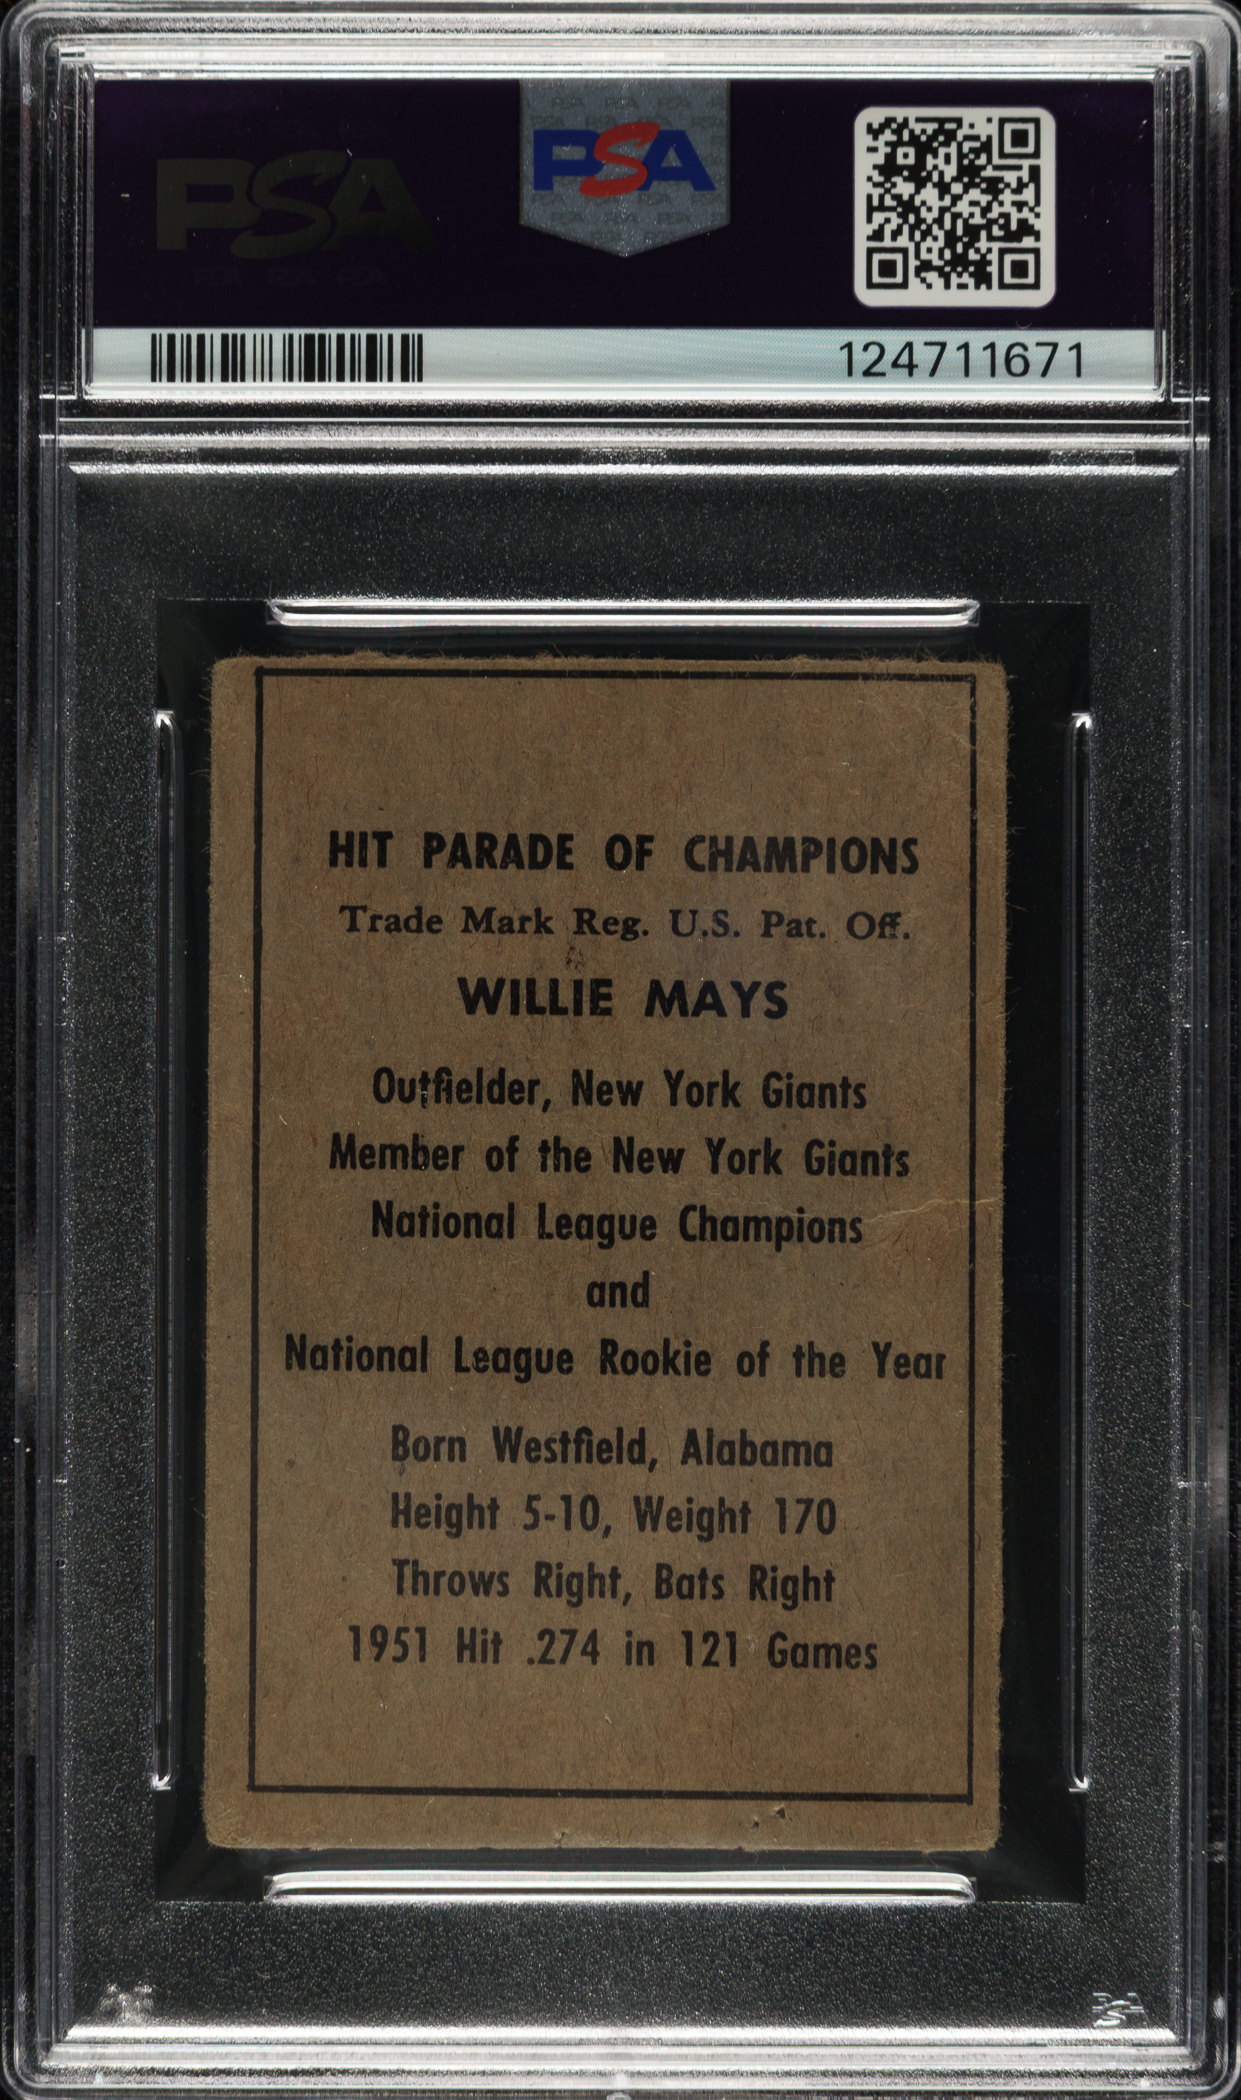 PSA
PSA
124711671
HIT PARADE OF CHAMPIONS
Trade Mark Reg. U.S. Pat. Off.
WILLIE MAYS
Outfielder, New York Giants
Member of the New York Giants
National League Champions
and
National League Rookie of the Year
Born Westfield, Alabama
Height 5-10, Weight 170
Throws Right, Bats Right
1951 Hit .274 in 121 Games